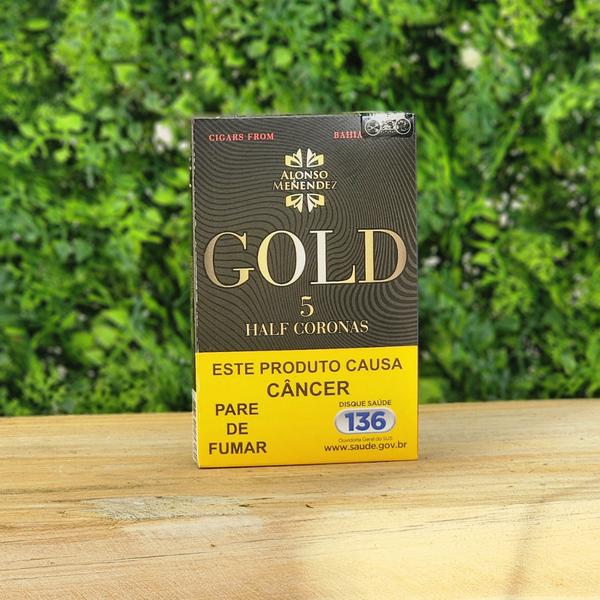 CIGARS FROM BAHIA
ALONSO
MENENDEZ
GOLD
5
HALF CORONAS
ESTE PRODUTO CAUSA
CÂNCER
PARE
DE
FUMAR
DISQUE SAÚDE
136
Ouvidoria Geral do SUS
www.saude.gov.br